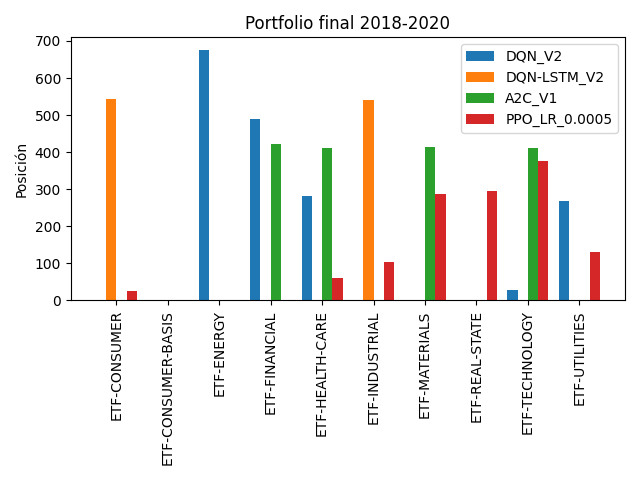 Portfolio final 2018-2020
Posición
700
600
500
400
300
200
100
0
DQN_V2
DQN-LSTM_V2
A2C_V1
PPO_LR_0.0005
ETF-CONSUMER
ETF-CONSUMER-BASIS
ETF-ENERGY
ETF-FINANCIAL
ETF-HEALTH-CARE
ETF-INDUSTRIAL
ETF-MATERIALS
ETF-REAL-STATE
ETF-TECHNOLOGY
ETF-UTILITIES